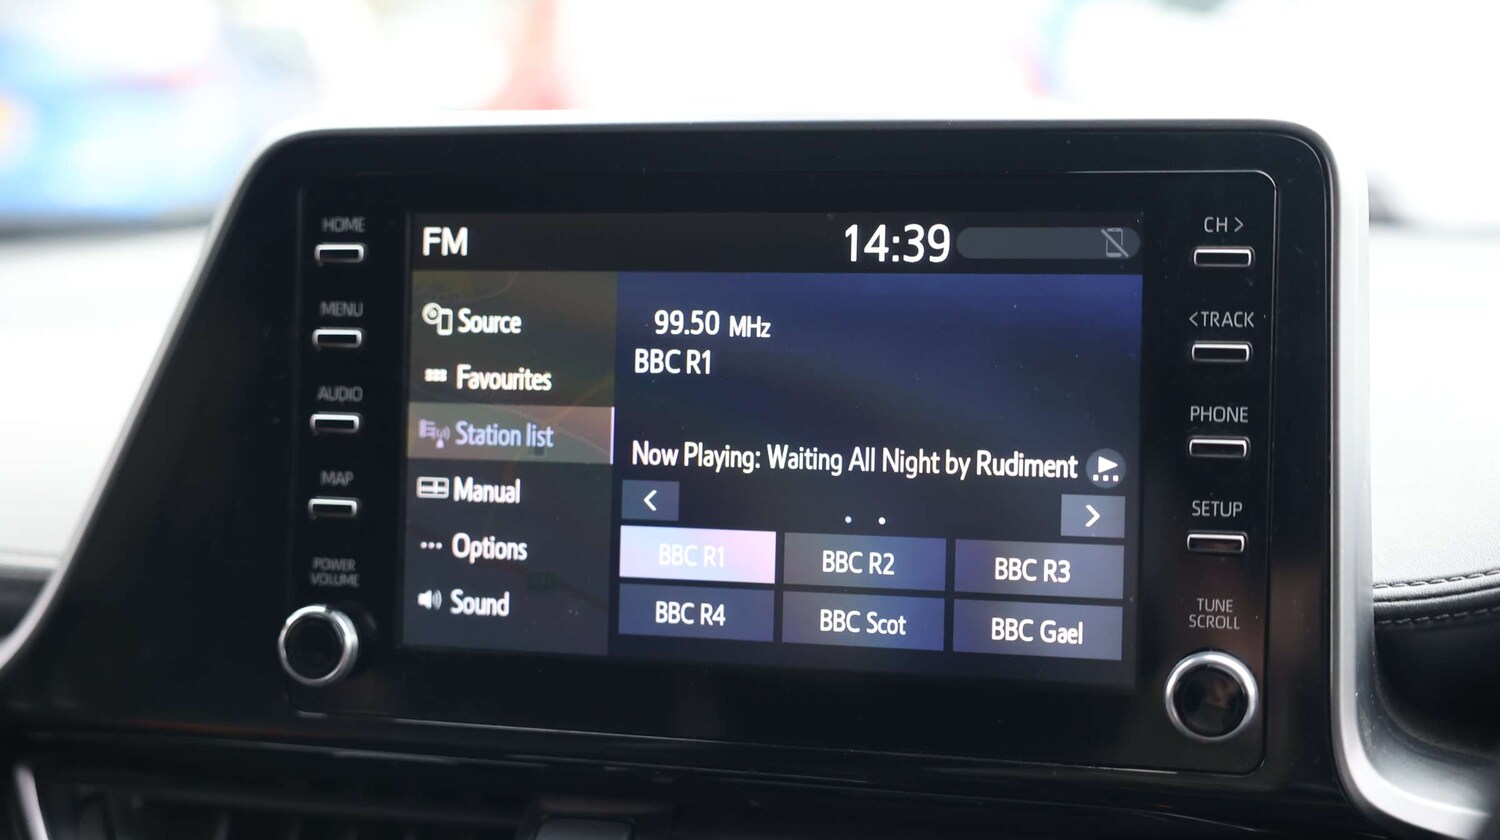 HOME
MENU
AUDIO
MAP
POWER
VOLUME
FM
14:39
Source
Favourites
Station list
Manual
Options
Sound
99.50 MHz
BBC R1
Now Playing: Waiting All Night by Rudiment
<
>
BBC R1
BBC R2
BBC R3
BBC R4
BBC Scot
BBC Gael
CH >
<TRACK
PHONE
SETUP
TUNE
SCROLL